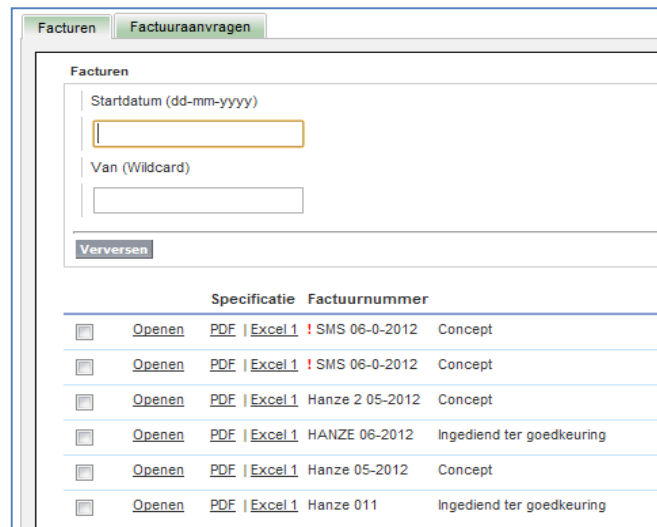 Facturen Factuuraanvragen
Facturen
Startdatum (dd-mm-yyyy)
Van (Wildcard)
Verversen
Specificatie Factuurnummer
Openen PDF | Excel 1 ! SMS 06-0-2012 Concept
Openen PDF | Excel 1 ! SMS 06-0-2012 Concept
Openen PDF | Excel 1 Hanze 2 05-2012 Concept
Openen PDF | Excel 1 HANZE 06-2012 Ingediend ter goedkeuring
Openen PDF | Excel 1 Hanze 05-2012 Concept
Openen PDF | Excel 1 Hanze 011 Ingediend ter goedkeuring